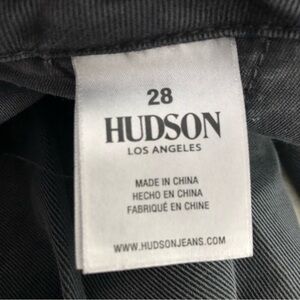 28
HUDSON
LOS ANGELES
MADE IN CHINA
HECHO EN CHINA
FABRIQUÉ EN CHINE
WWW.HUDSONJEANS.COM